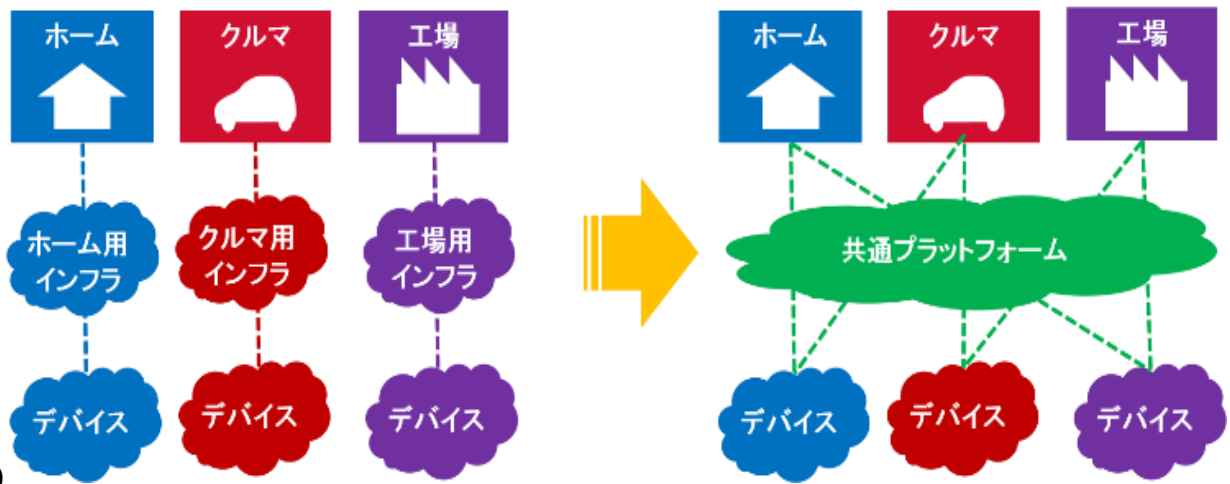 ホーム
クルマ
工場
ホーム用
インフラ
クルマ用
インフラ
工場用
インフラ
デバイス
デバイス
デバイス
ホーム
クルマ
工場
共通プラットフォーム
デバイス
デバイス
デバイス
)